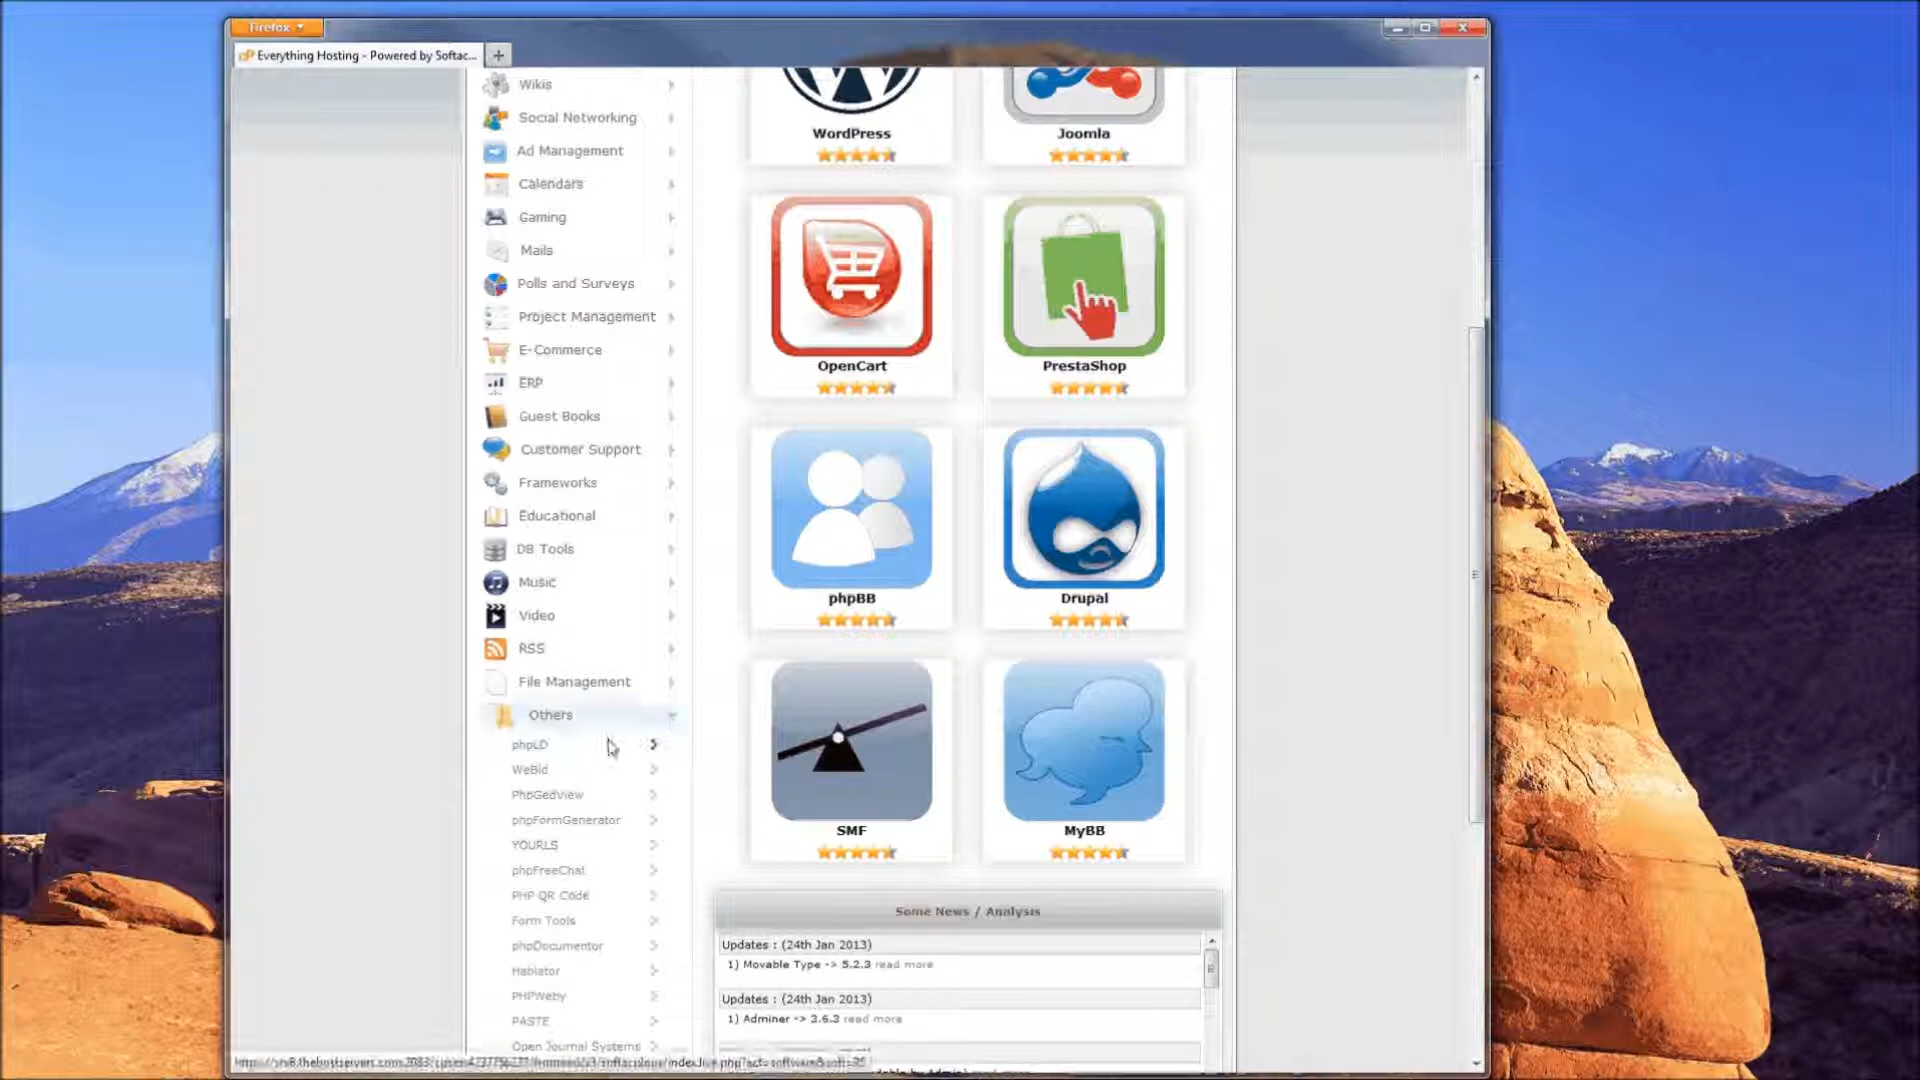 Firefox
Everything Hosting - Powered by Softac...
Wikis
Social Networking
Ad Management
Calendars
Gaming
Mails
Polls and Surveys
Project Management
E-Commerce
ERP
Guest Books
Customer Support
Frameworks
Educational
DB Tools
Music
Video
RSS
File Management
Others
phpLD
WeBid
PhpGedView
phpFormGenerator
YOURLS
phpFreeChat
PHP QR Code
Form Tools
phpDocumentor
Hablator
PHPWeby
PASTE
Open Journal Systems
WordPress
Joomla
OpenCart
PrestaShop
phpBB
Drupal
SMF
MyBB
Some News / Analysis
Updates : (24th Jan 2013)
1) Movable Type -> 5.2.3 read more
Updates : (24th Jan 2013)
1) Adminer -> 3.6.3 read more